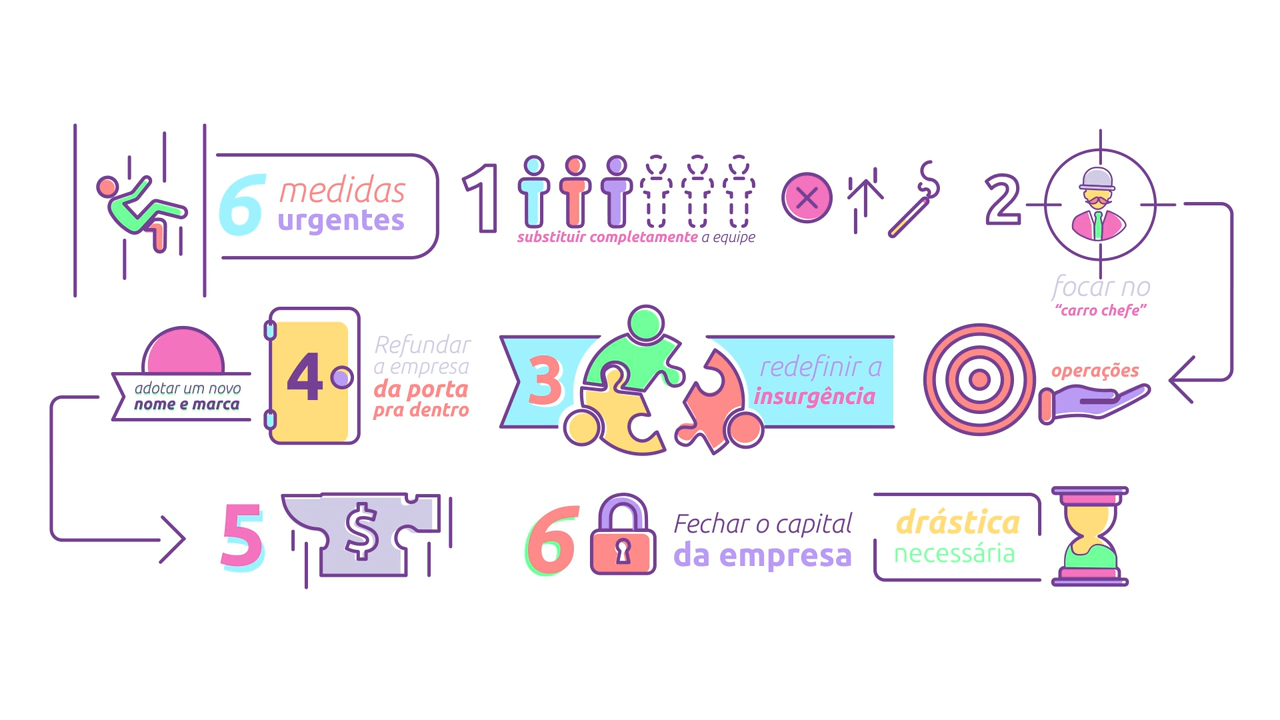 6 medidas
urgentes
1
substituir completamente a equipe
2
focar no
“carro chefe”
operações
3
redefinir a
insurgência
4
Refundar
a empresa
da porta
pra dentro
adotar um novo
nome e marca
5
$
6
Fechar o capital
da empresa
drástica
necessária